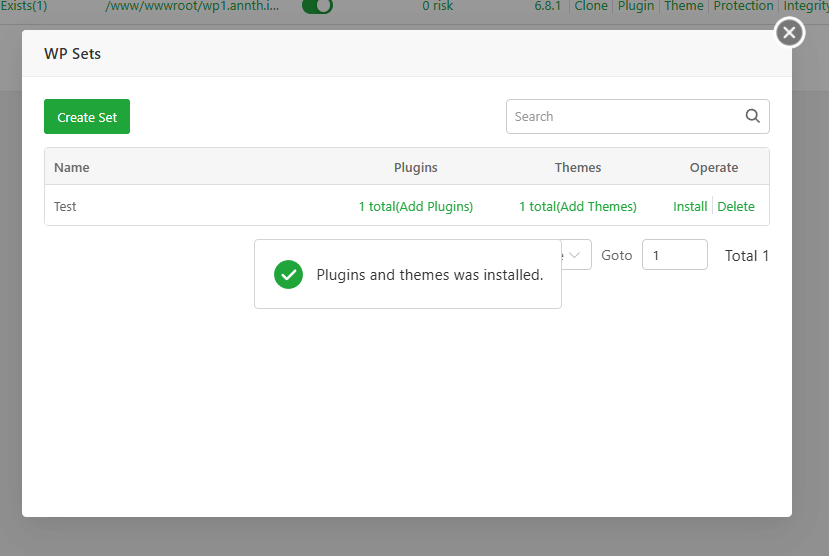 Exists(1) /www/wwwroot/wp1.annth.i... 0 risk 6.8.1 Clone Plugin Theme Protection Integrity
WP Sets
Create Set Search
Name Plugins Themes Operate
Test 1 total(Add Plugins) 1 total(Add Themes) Install Delete
Goto 1 Total 1
Plugins and themes was installed.